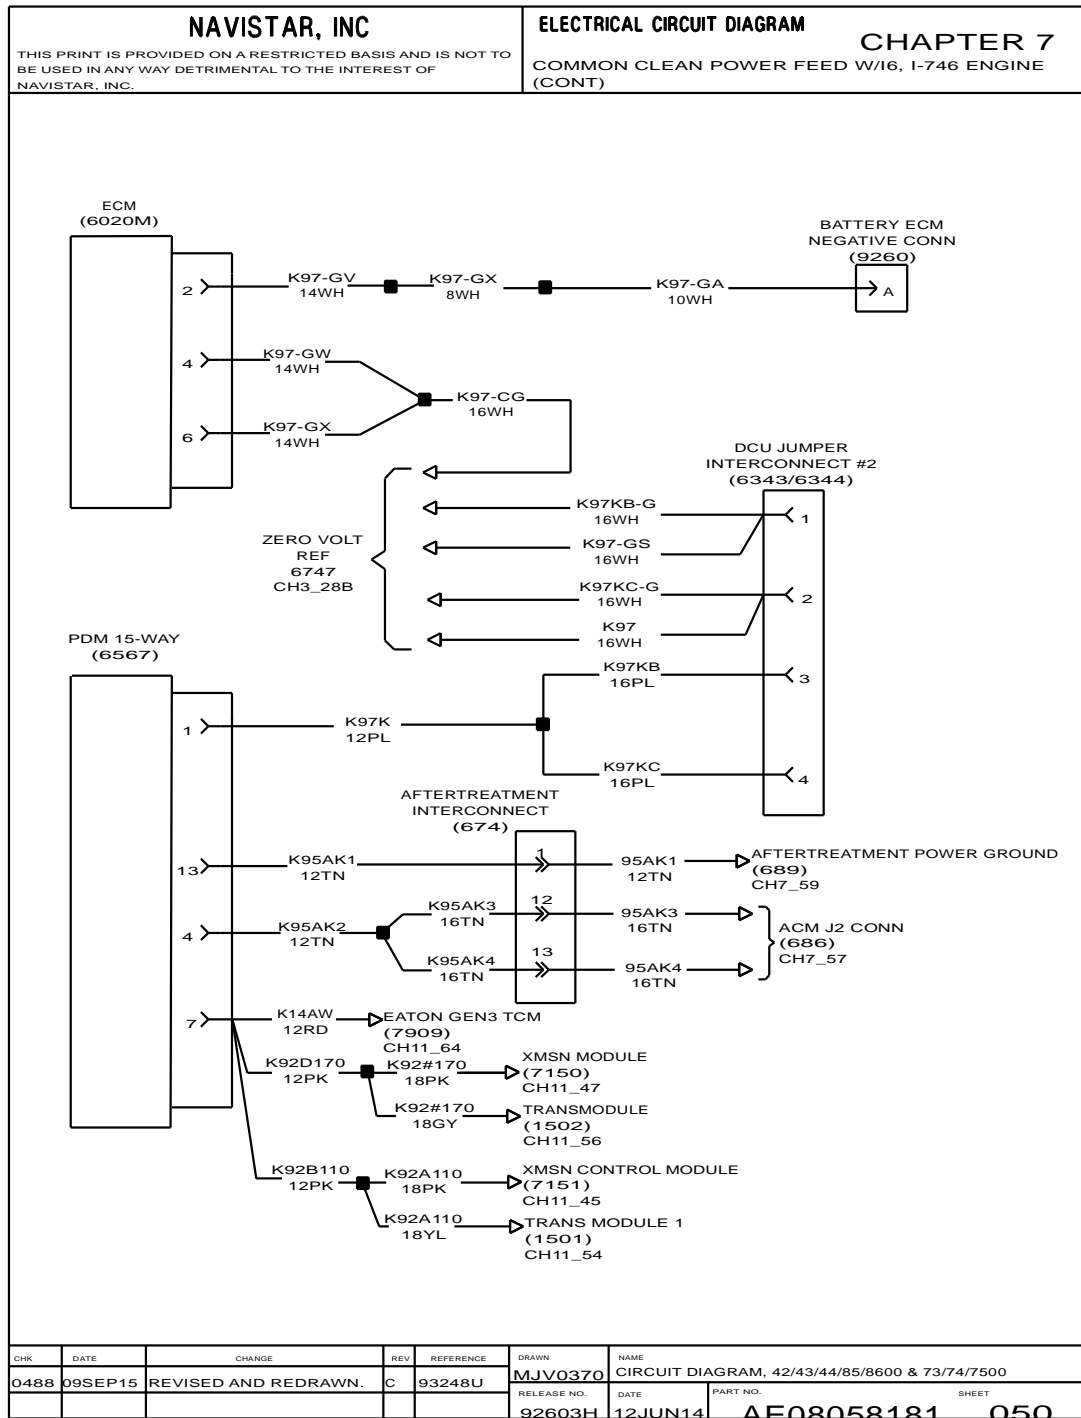 NAVISTAR, INC
THIS PRINT IS PROVIDED ON A RESTRICTED BASIS AND IS NOT TO
BE USED IN ANY WAY DETRIMENTAL TO THE INTEREST OF
NAVISTAR, INC.
ELECTRICAL CIRCUIT DIAGRAM
CHAPTER 7
COMMON CLEAN POWER FEED W/I6, I-746 ENGINE
(CONT)
ECM
(6020M)
BATTERY ECM
NEGATIVE CONN
(9260)
2
K97-GV
14WH
K97-GX
8WH
K97-GA
10WH
A
4
K97-GW
14WH
K97-CG
16WH
6
K97-GX
14WH
DCU JUMPER
INTERCONNECT #2
(6343/6344)
ZERO VOLT
REF
6747
CH3_28B
K97KB-G
16WH
1
K97-GS
16WH
K97KC-G
16WH
2
K97
16WH
PDM 15-WAY
(6567)
K97KB
16PL
3
1
K97K
12PL
K97KC
16PL
4
AFTERTREATMENT
INTERCONNECT
(674)
13
K95AK1
12TN
1
95AK1
12TN
AFTERTREATMENT POWER GROUND
(689)
CH7_59
4
K95AK2
12TN
K95AK3
16TN
12
95AK3
16TN
ACM J2 CONN
(686)
CH7_57
K95AK4
16TN
13
95AK4
16TN
7
K14AW
12RD
EATON GEN3 TCM
(7909)
CH11_64
K92D170
12PK
K92#170
18PK
XMSN MODULE
(7150)
CH11_47
K92#170
18GY
TRANSMODULE
(1502)
CH11_56
K92B110
12PK
K92A110
18PK
XMSN CONTROL MODULE
(7151)
CH11_45
K92A110
18YL
TRANS MODULE 1
(1501)
CH11_54
CHK DATE CHANGE REV REFERENCE
0488 09SEP15 REVISED AND REDRAWN. C 93248U
DRAWN
MJV0370
NAME
CIRCUIT DIAGRAM, 42/43/44/85/8600 & 73/74/7500
RELEASE NO. DATE PART NO. SHEET
92603H 12JUN14 AE08058181 050